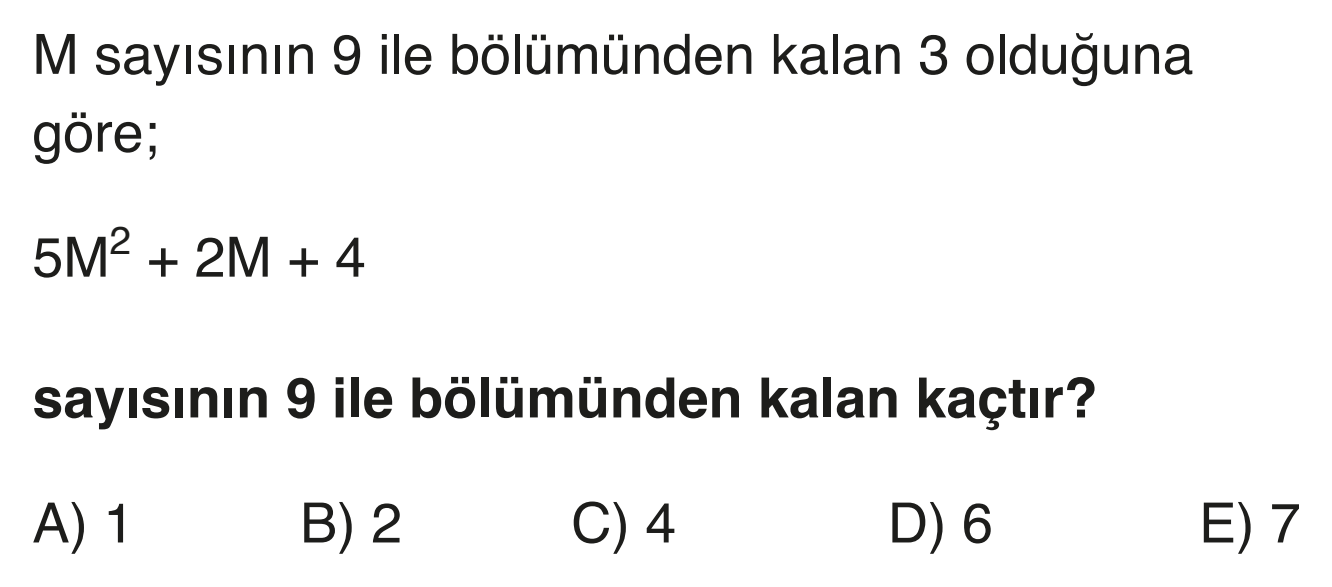 M sayısının 9 ile bölümünden kalan 3 olduğuna
göre;
5M² + 2M + 4
sayısının 9 ile bölümünden kalan kaçtır?
A) 1 B) 2 C) 4 D) 6 E) 7